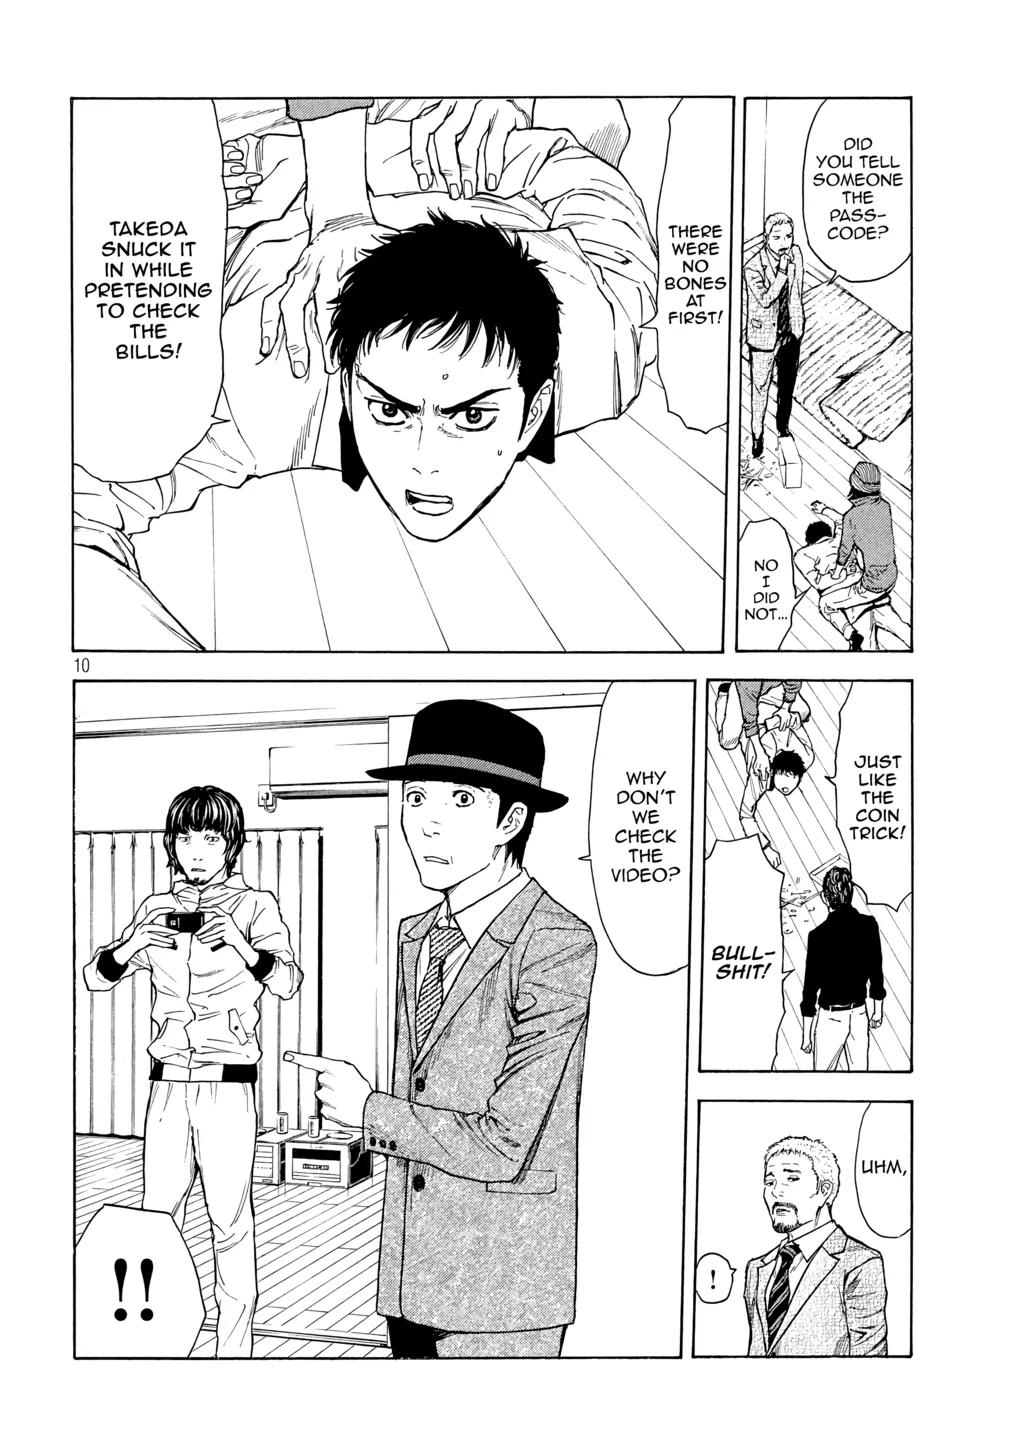 DID
YOU TELL
SOMEONE
THE
PASS-
CODE?
NO
I
DID
NOT...
THERE
WERE
NO
BONES
AT
FIRST!
TAKEDA
SNUCK IT
IN WHILE
PRETENDING
TO CHECK
THE
BILLS!
10
JUST
LIKE
THE
COIN
TRICK!
BULL-
SHIT!
UHM,
!
WHY
DON'T
WE
CHECK
THE
VIDEO?
!!